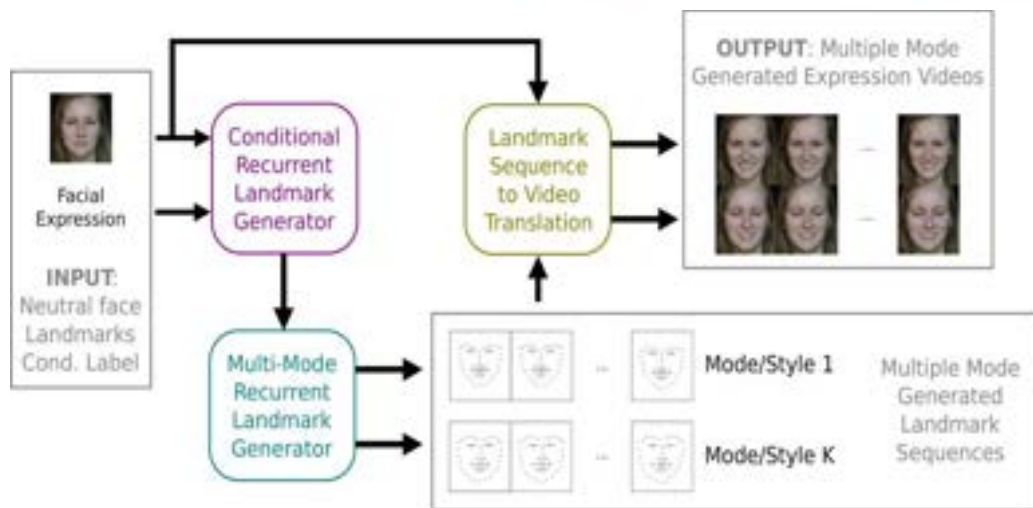 Facial
Expression
INPUT:
Neutral face
Landmarks
Cond. Label
Conditional
Recurrent
Landmark
Generator
Multi-Mode
Recurrent
Landmark
Generator
Landmark
Sequence
to Video
Translation
OUTPUT: Multiple Mode
Generated Expression Videos
...
...
... Mode/Style 1
... Mode/Style K
Multiple Mode
Generated
Landmark
Sequences